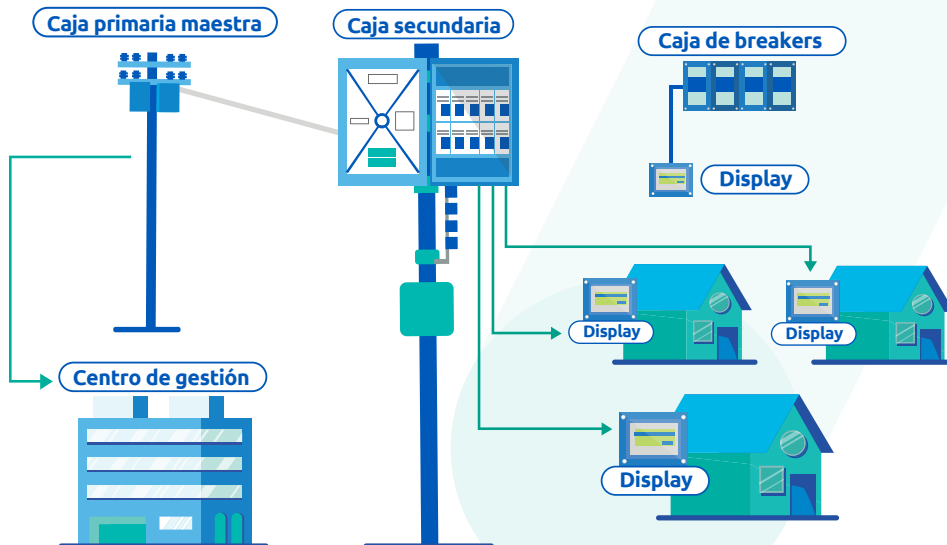 Caja primaria maestra
Caja secundaria
Caja de breakers
Display
Display
Display
Centro de gestión
Display